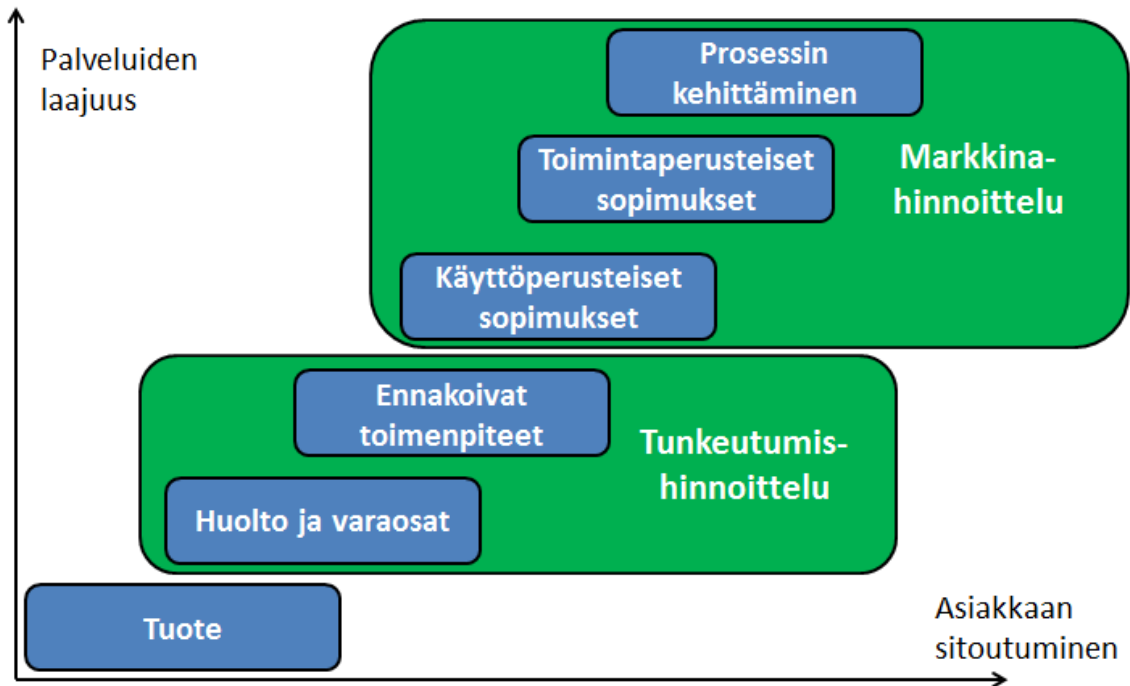 Palveluiden
laajuus
Prosessin
kehittäminen
Toimintaperusteiset
sopimukset
Markkina-
hinnoittelu
Käyttöperusteiset
sopimukset
Ennakoivat
toimenpiteet
Tunkeutumis-
hinnoittelu
Huolto ja varaosat
Tuote
Asiakkaan
sitoutuminen